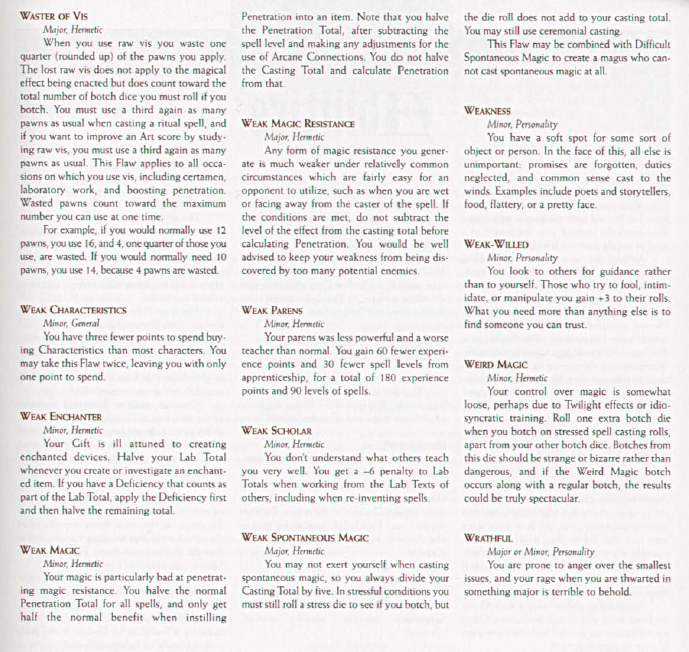 WASTER OF VIS
Major, Hermetic
When you use raw vis you waste one
quarter (rounded up) of the pawns you apply.
The lost raw vis does not apply to the magical
effect being enacted but does count toward the
total number of botch dice you must roll if you
botch. You must use a third again as many
pawns as usual when casting a ritual spell, and
if you want to improve an Art score by study-
ing raw vis, you must use a third again as many
pawns as usual. This Flaw applies to all occa-
sions on which you use vis, including certamen,
laboratory work, and boosting penetration.
Wasted pawns count toward the maximum
number you can use at one time.
For example, if you would normally use 12
pawns, you use 16, and 4, one quarter of those you
use, are wasted. If you would normally need 10
pawns, you use 14, because 4 pawns are wasted.
WEAK CHARACTERISTICS
Minor, General
You have three fewer points to spend buy-
ing Characteristics than most characters. You
may take this Flaw twice, leaving you with only
one point to spend.
WEAK ENCHANTER
Minor, Hermetic
Your Gift is ill attuned to creating
enchanted devices. Halve your Lab Total
whenever you create or investigate an enchant-
ed item. If you have a Deficiency that counts as
part of the Lab Total, apply the Deficiency first
and then halve the remaining total.
WEAK MAGIC
Minor, Hermetic
Your magic is particularly bad at penetrat-
ing magic resistance. You halve the normal
Penetration Total for all spells, and only get
half the normal benefit when instilling
Penetration into an item. Note that you halve
the Penetration Total, after subtracting the
spell level and making any adjustments for the
use of Arcane Connections. You do not halve
the Casting Total and calculate Penetration
from that.
WEAK MAGIC RESISTANCE
Major, Hermetic
Any form of magic resistance you gener-
ate is much weaker under relatively common
circumstances which are fairly easy for an
opponent to utilize, such as when you are wet
or facing away from the caster of the spell. If
the conditions are met, do not subtract the
level of the effect from the casting total before
calculating Penetration. You would be well
advised to keep your weakness from being dis-
covered by too many potential enemies.
WEAK PARENS
Minor, Hermetic
Your parens was less powerful and a worse
teacher than normal. You gain 60 fewer experi-
ence points and 30 fewer spell levels from
apprenticeship, for a total of 180 experience
points and 90 levels of spells.
WEAK SCHOLAR
Minor, Hermetic
You don't understand what others teach
you very well. You get a –6 penalty to Lab
Totals when working from the Lab Texts of
others, including when re-inventing spells.
WEAK SPONTANEOUS MAGIC
Major, Hermetic
You may not exert yourself when casting
spontaneous magic, so you always divide your
Casting Total by five. In stressful conditions you
must still roll a stress die to see if you botch, but
the die roll does not add to your casting total.
You may still use ceremonial casting.
This Flaw may be combined with Difficult
Spontaneous Magic to create a magus who can-
not cast spontaneous magic at all.
WEAKNESS
Minor, Personality
You have a soft spot for some sort of
object or person. In the face of this, all else is
unimportant: promises are forgotten, duties
neglected, and common sense cast to the
winds. Examples include poets and storytellers,
food, flattery, or a pretty face.
WEAK-WILLED
Minor, Personality
You look to others for guidance rather
than to yourself. Those who try to fool, intim-
idate, or manipulate you gain +3 to their rolls.
What you need more than anything else is to
find someone you can trust.
WEIRD MAGIC
Minor, Hermetic
Your control over magic is somewhat
loose, perhaps due to Twilight effects or idio-
syncratic training. Roll one extra botch die
when you botch on stressed spell casting rolls,
apart from your other botch dice. Botches from
this die should be strange or bizarre rather than
dangerous, and if the Weird Magic botch
occurs along with a regular botch, the results
could be truly spectacular.
WRATHFUL
Major or Minor, Personality
You are prone to anger over the smallest
issues, and your rage when you are thwarted in
something major is terrible to behold.